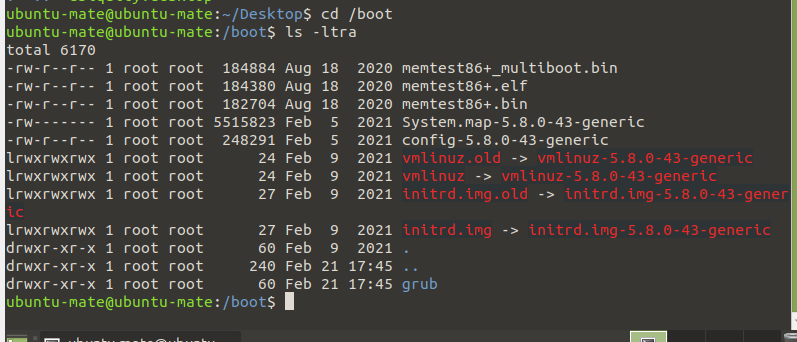 ubuntu-mate@ubuntu-mate:~/Desktop$ cd /boot
ubuntu-mate@ubuntu-mate:/boot$ ls -ltra
total 6170
-rw-r--r-- 1 root root  184884 Aug 18  2020 memtest86+_multiboot.bin
-rw-r--r-- 1 root root  184380 Aug 18  2020 memtest86+.elf
-rw-r--r-- 1 root root  182704 Aug 18  2020 memtest86+.bin
-rw------- 1 root root 5515823 Feb  5  2021 System.map-5.8.0-43-generic
-rw-r--r-- 1 root root  248291 Feb  5  2021 config-5.8.0-43-generic
lrwxrwxrwx 1 root root      24 Feb  9  2021 vmlinuz.old -> vmlinuz-5.8.0-43-generic
lrwxrwxrwx 1 root root      24 Feb  9  2021 vmlinuz -> vmlinuz-5.8.0-43-generic
lrwxrwxrwx 1 root root      27 Feb  9  2021 initrd.img.old -> initrd.img-5.8.0-43-gener
ic
lrwxrwxrwx 1 root root      27 Feb  9  2021 initrd.img -> initrd.img-5.8.0-43-generic
drwxr-xr-x 1 root root      60 Feb  9  2021 .
drwxr-xr-x 1 root root     240 Feb 21 17:45 ..
drwxr-xr-x 1 root root      60 Feb 21 17:45 grub
ubuntu-mate@ubuntu-mate:/boot$